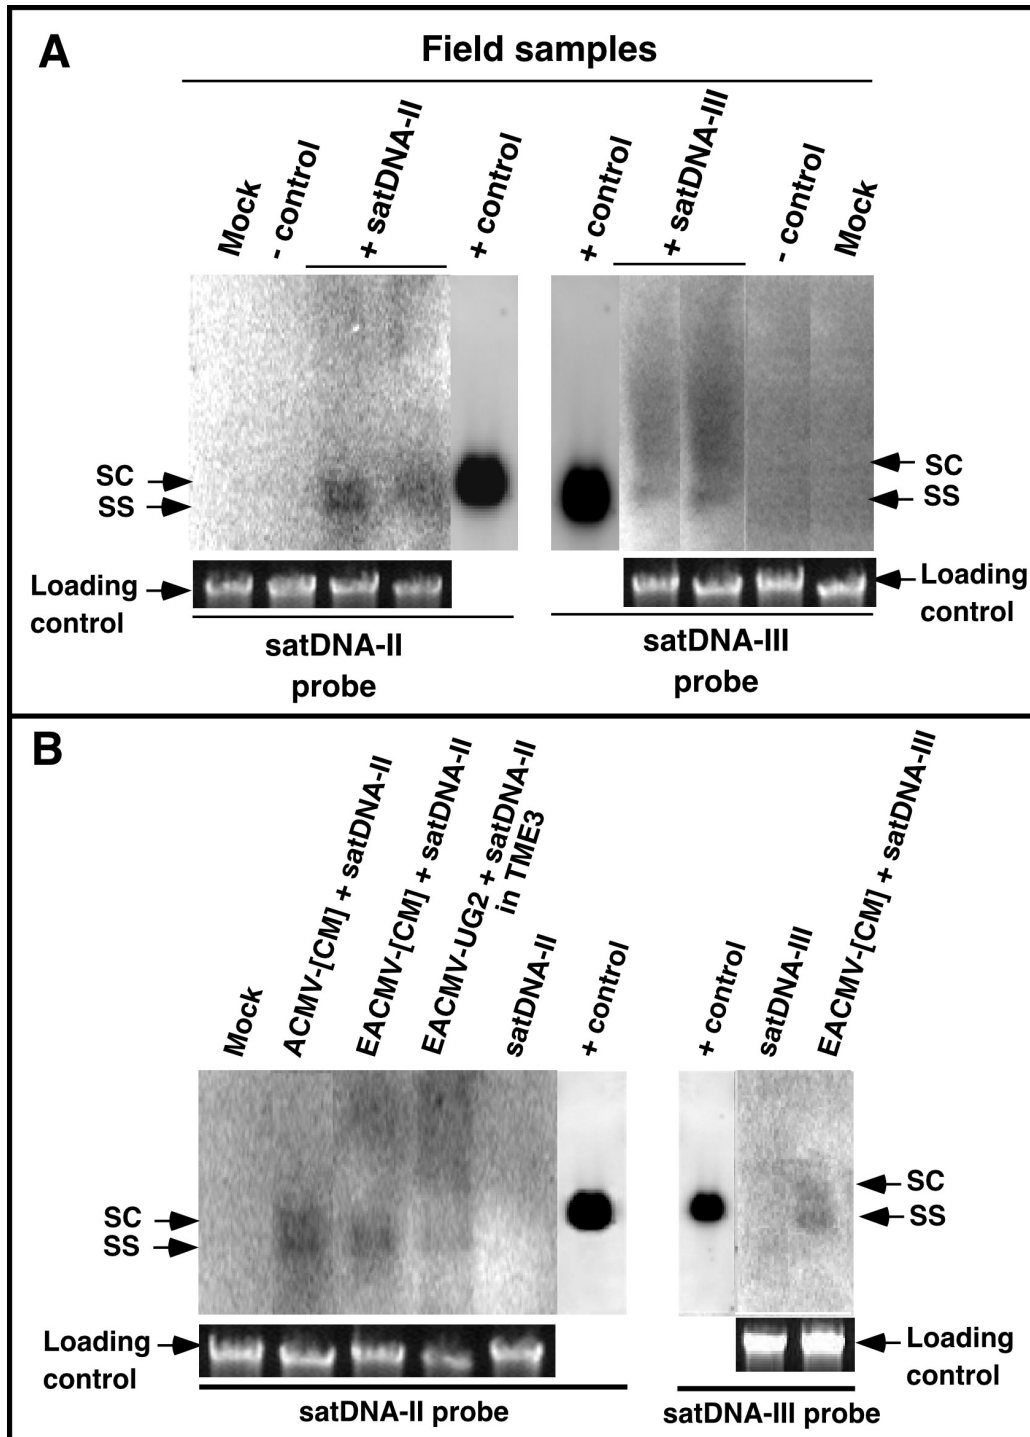 A
Field samples
Mock
- control
+ satDNA-II
+ control
+ control
+ satDNA-III
- control
Mock
SC
SS
SC
SS
Loading
control
Loading
control
satDNA-II
probe
satDNA-III
probe
B
Mock
ACMV-[CM] + satDNA-II
EACMV-[CM] + satDNA-II
EACMV-UG2 + satDNA-II
in TME3
satDNA-II
+ control
+ control
satDNA-III
EACMV-[CM] + satDNA-III
SC
SS
SC
SS
Loading
control
Loading
control
satDNA-II probe
satDNA-III probe